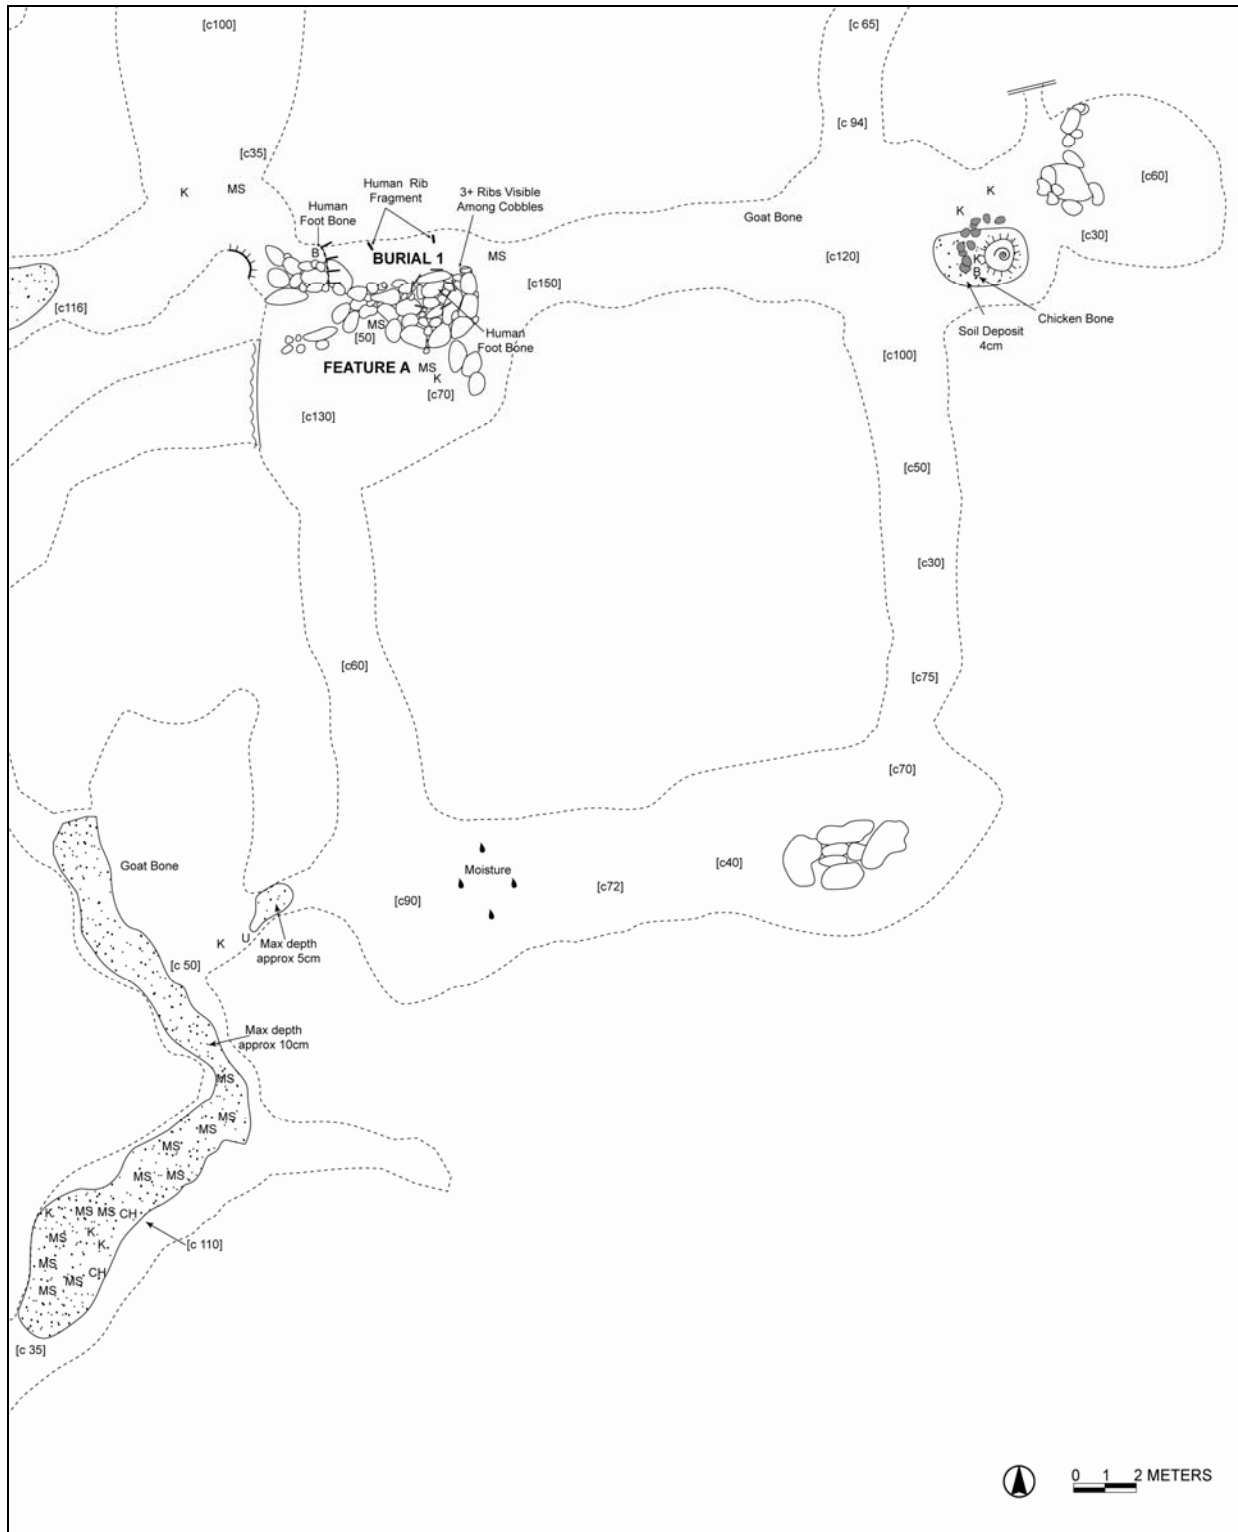 [c100]
[c 65]
[c 94]
[c35]
K
MS
Human Rib
Fragment
3+ Ribs Visible
Among Cobbles
Human
Foot Bone
B
BURIAL 1
MS
Goat Bone
K
K
[c60]
[c30]
[c120]
K
B
[c150]
[c116]
Chicken Bone
Soil Deposit
4cm
MS
[50]
Human
Foot Bone
FEATURE A
MS
K
[c70]
[c100]
[c130]
[c50]
[c30]
[c60]
[c75]
[c70]
Goat Bone
Moisture
[c40]
[c72]
[c90]
K
U
Max depth
approx 5cm
[c 50]
Max depth
approx 10cm
MS
MS
MS
MS
MS
MS
K
MS
MS
CH
K
MS
K
[c 110]
MS
CH
MS
MS
[c 35]
0 1 2 METERS